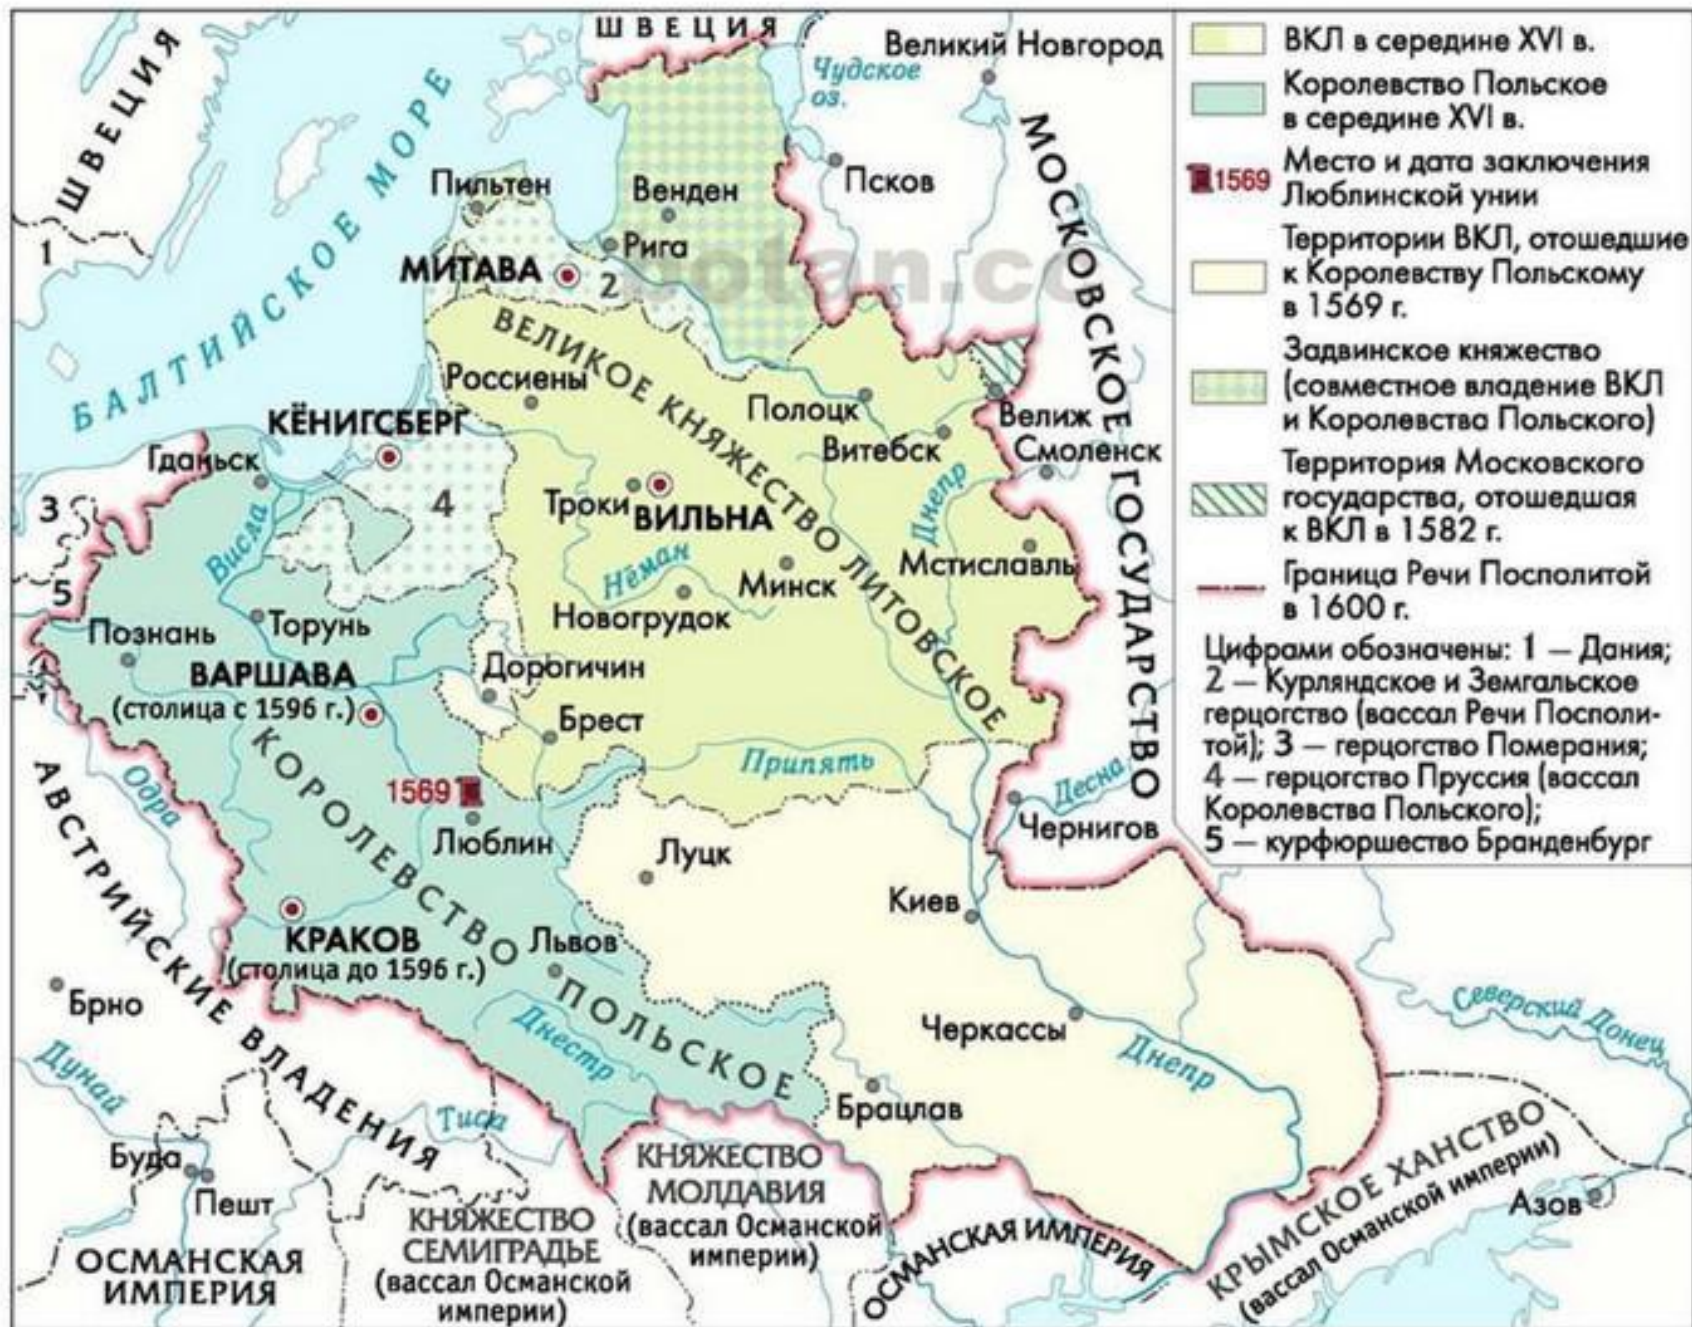 ШВЕЦИЯ
ШВЕЦИЯ
1
БАЛТИЙСКОЕ МОРЕ
Чудское
оз.
Великий Новгород
Псков
МОСКОВСКОЕ ГОСУДАРСТВО
Пильтен
Венден
Рига
МИТАВА
2
ВЕЛИКОЕ КНЯЖЕСТВО ЛИТОВСКОЕ
Россиены
Полоцк
Витебск
Велиж
Смоленск
КЁНИГСБЕРГ
Гданьск
3
4
5
Троки
ВИЛЬНА
Днепр
Висла
Нёман
Минск
Мстиславль
Новогрудок
Познань
Торунь
ВАРШАВА
(столица с 1596 г.)
Дорогичин
Брест
Припять
Десна
Чернигов
КОРОЛЕВСТВО ПОЛЬСКОЕ
1569
Люблин
Луцк
Киев
Одра
АВСТРИЙСКИЕ ВЛАДЕНИЯ
КРАКОВ
(столица до 1596 г.)
Львов
Брно
Днестр
Черкассы
Днепр
Северский Донец
Дунай
Тиса
Брацлав
Буда
Пешт
ОСМАНСКАЯ
ИМПЕРИЯ
КНЯЖЕСТВО
СЕМИГРАДЬЕ
(вассал Османской
империи)
КНЯЖЕСТВО
МОЛДАВИЯ
(вассал Османской
империи)
ОСМАНСКАЯ ИМПЕРИЯ
КРЫМСКОЕ ХАНСТВО
(вассал Османской империи)
Азов
ВКЛ в середине XVI в.
Королевство Польское
в середине XVI в.
1569 Место и дата заключения
Люблинской унии
Территории ВКЛ, отошедшие
к Королевству Польскому
в 1569 г.
Задвинское княжество
(совместное владение ВКЛ
и Королевства Польского)
Территория Московского
государства, отошедшая
к ВКЛ в 1582 г.
Граница Речи Посполитой
в 1600 г.
Цифрами обозначены: 1 — Дания;
2 — Курляндское и Земгальское
герцогство (вассал Речи Посполи-
той); 3 — герцогство Померания;
4 — герцогство Пруссия (вассал
Королевства Польского);
5 — курфюршество Бранденбург